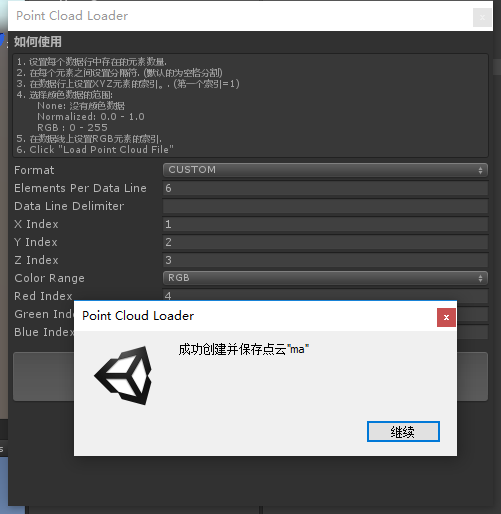 Point Cload Loader
如何使用
1. 设置每个数据行中存在的元素数量.
2. 在每个元素之间设置分隔符. (默认的为空格分割)
3. 在数据行上设置XYZ元素的索引。. (第一个索引=1)
4. 选择颜色数据的范围:
None: 没有颜色数据
Normalized: 0.0 - 1.0
RGB : 0 - 255
5. 在数据线上设置RGB元素的索引.
6. Click "Load Point Cloud File"
Format CUSTOM
Elements Per Data Line 6
Data Line Delimiter
X Index 1
Y Index 2
Z Index 3
Color Range RGB
Red Index 4
Green Ind
Blue Index
Point Cloud Loader
成功创建并保存点云"ma"
继续